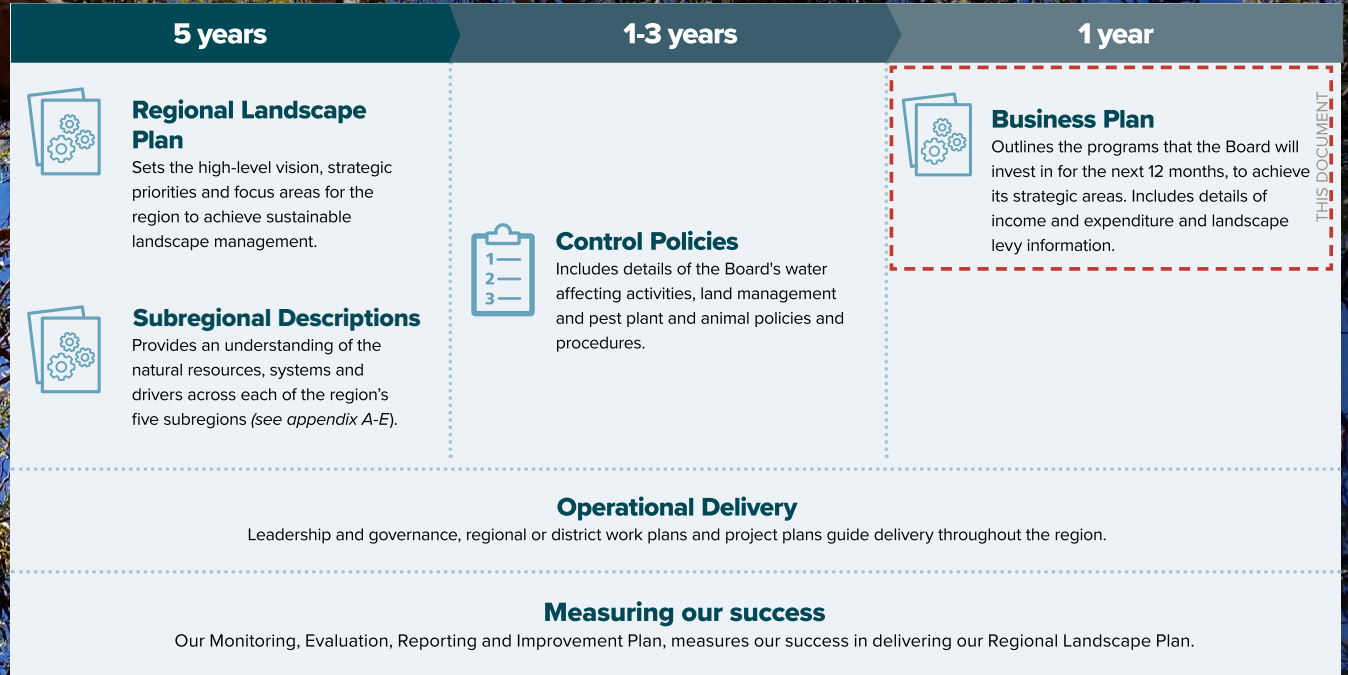 5 years
1-3 years
1 year
Regional Landscape
Plan
Sets the high-level vision, strategic
priorities and focus areas for the
region to achieve sustainable
landscape management.
Subregional Descriptions
Provides an understanding of the
natural resources, systems and
drivers across each of the region’s
five subregions (see appendix A-E).
Control Policies
Includes details of the Board's water
affecting activities, land management
and pest plant and animal policies and
procedures.
Business Plan
Outlines the programs that the Board will
invest in for the next 12 months, to achieve
its strategic areas. Includes details of
income and expenditure and landscape
levy information.
THIS DOCUMENT
Operational Delivery
Leadership and governance, regional or district work plans and project plans guide delivery throughout the region.
Measuring our success
Our Monitoring, Evaluation, Reporting and Improvement Plan, measures our success in delivering our Regional Landscape Plan.